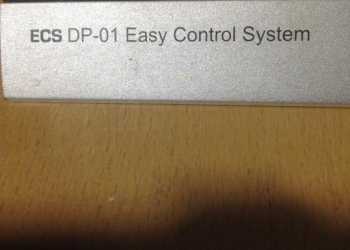 ECS DP-01 Easy Control System